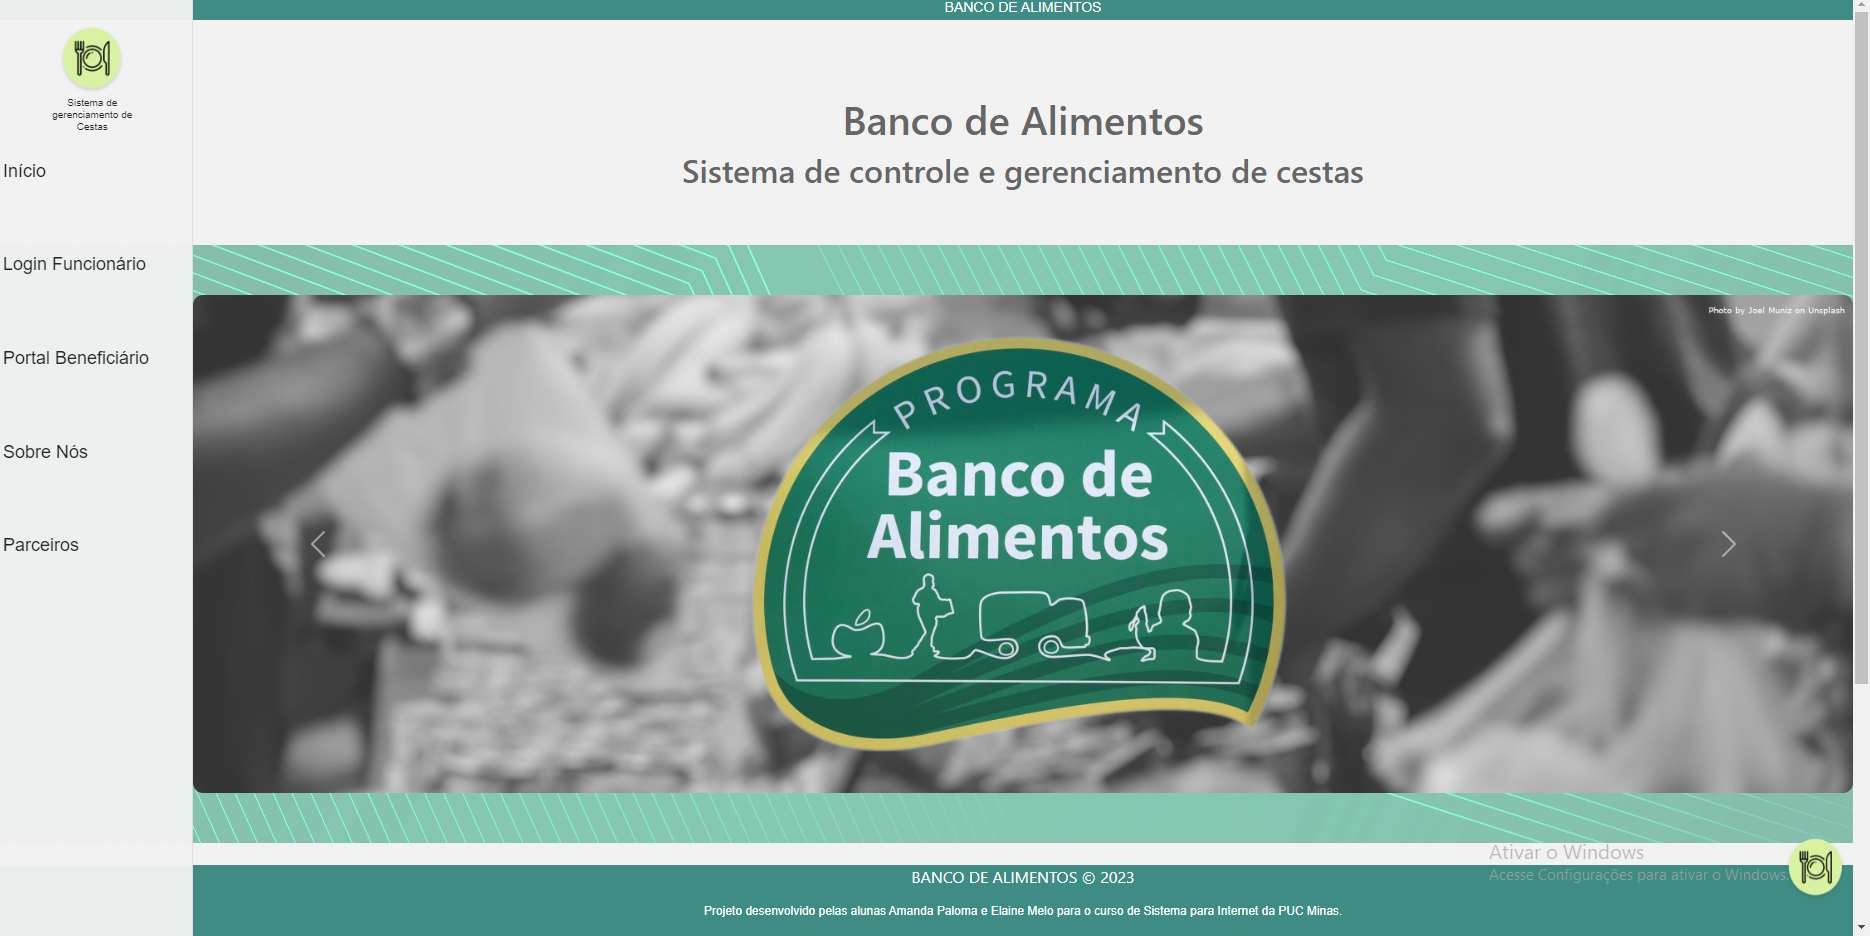 BANCO DE ALIMENTOS
Sistema de
gerenciamento de
Cestas
Início
Login Funcionário
Portal Beneficiário
Sobre Nós
Parceiros
Banco de Alimentos
Sistema de controle e gerenciamento de cestas
Photo by Joel Muniz on Unsplash
PROGRAMA
Banco de
Alimentos
Ativar o Windows
Acesse Configurações para ativar o Windows.
BANCO DE ALIMENTOS © 2023
Projeto desenvolvido pelas alunas Amanda Paloma e Elaine Melo para o curso de Sistema para Internet da PUC Minas.